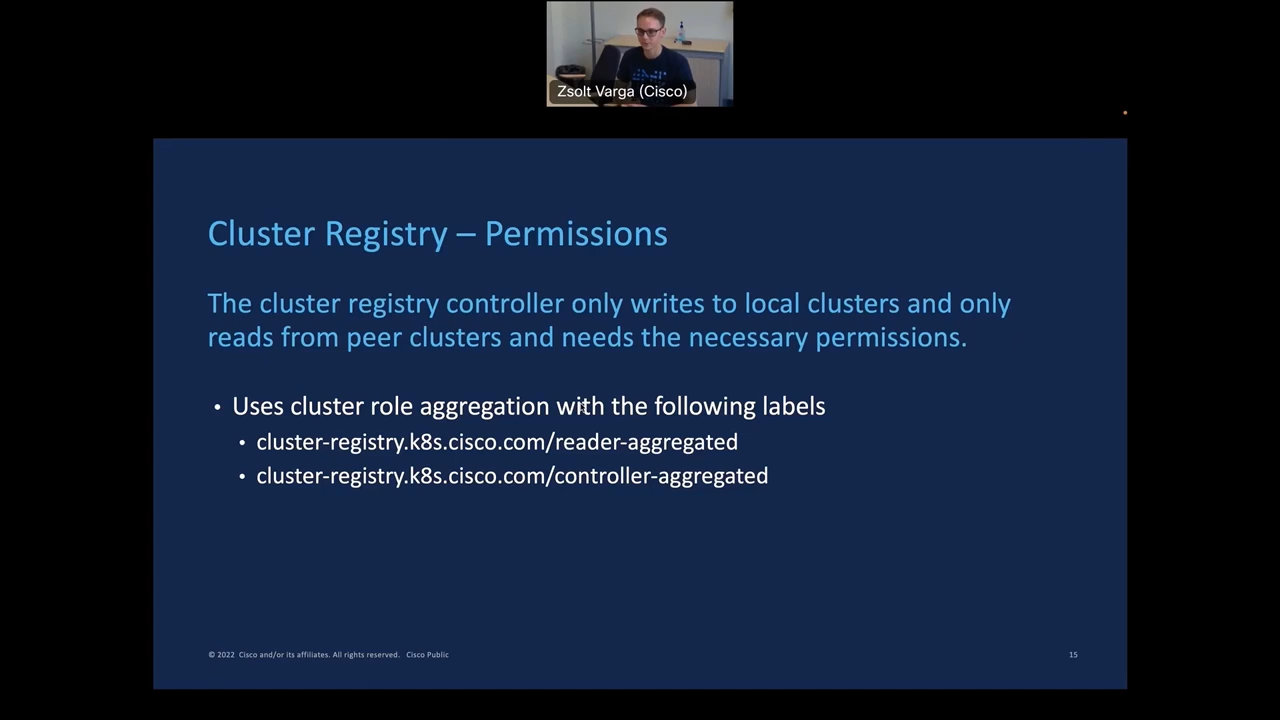 Zsolt Varga (Cisco)
Cluster Registry – Permissions
The cluster registry controller only writes to local clusters and only
reads from peer clusters and needs the necessary permissions.
• Uses cluster role aggregation with the following labels
• cluster-registry.k8s.cisco.com/reader-aggregated
• cluster-registry.k8s.cisco.com/controller-aggregated
© 2022 Cisco and/or its affiliates. All rights reserved. Cisco Public
15